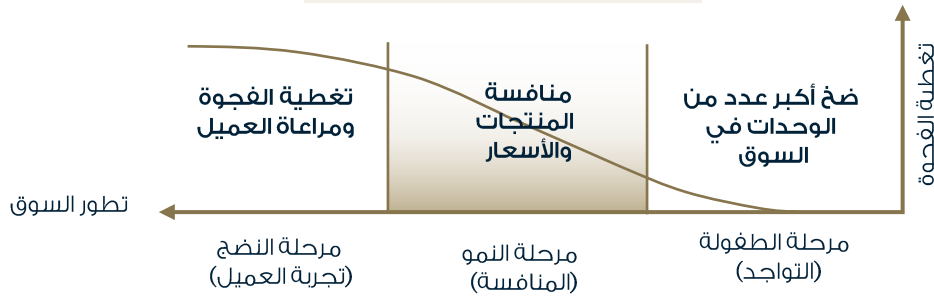 تغطية الفجوة
ضخ أكبر عدد من
الوحدات في
السوق
منافسة
المنتجات
والأسعار
تغطية الفجوة
ومراعاة العميل
تطور السوق
مرحلة الطفولة
(التواجد)
مرحلة النمو
(المنافسة)
مرحلة النضج
(تجربة العميل)